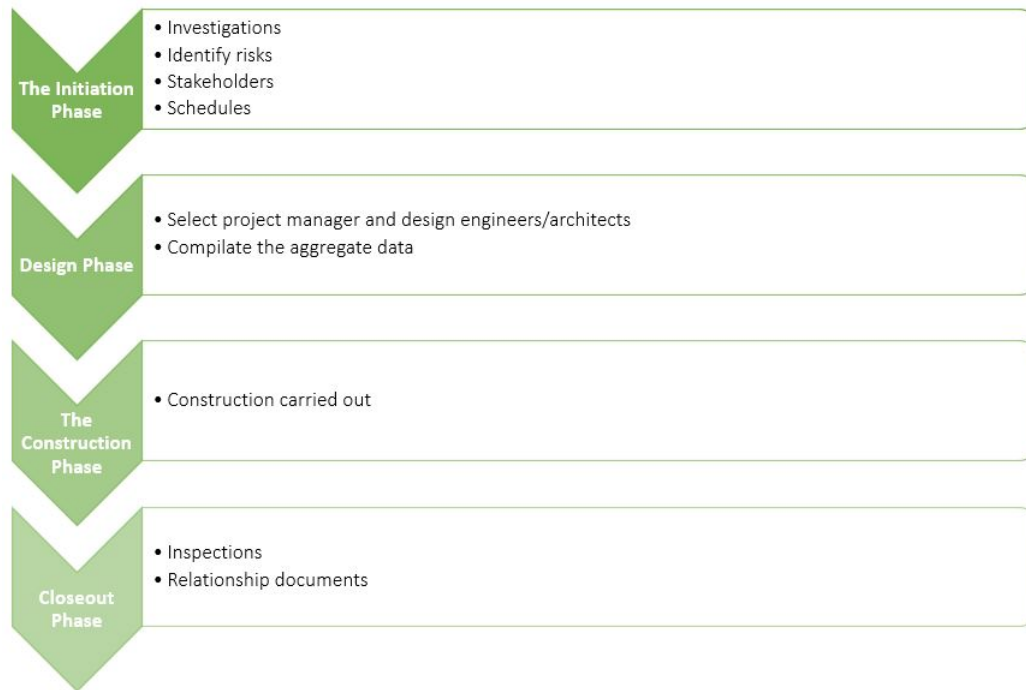 The Initiation
Phase
• Investigations
• Identify risks
• Stakeholders
• Schedules
Design Phase
• Select project manager and design engineers/architects
• Compilate the aggregate data
The
Construction
Phase
• Construction carried out
Closeout
Phase
• Inspections
• Relationship documents